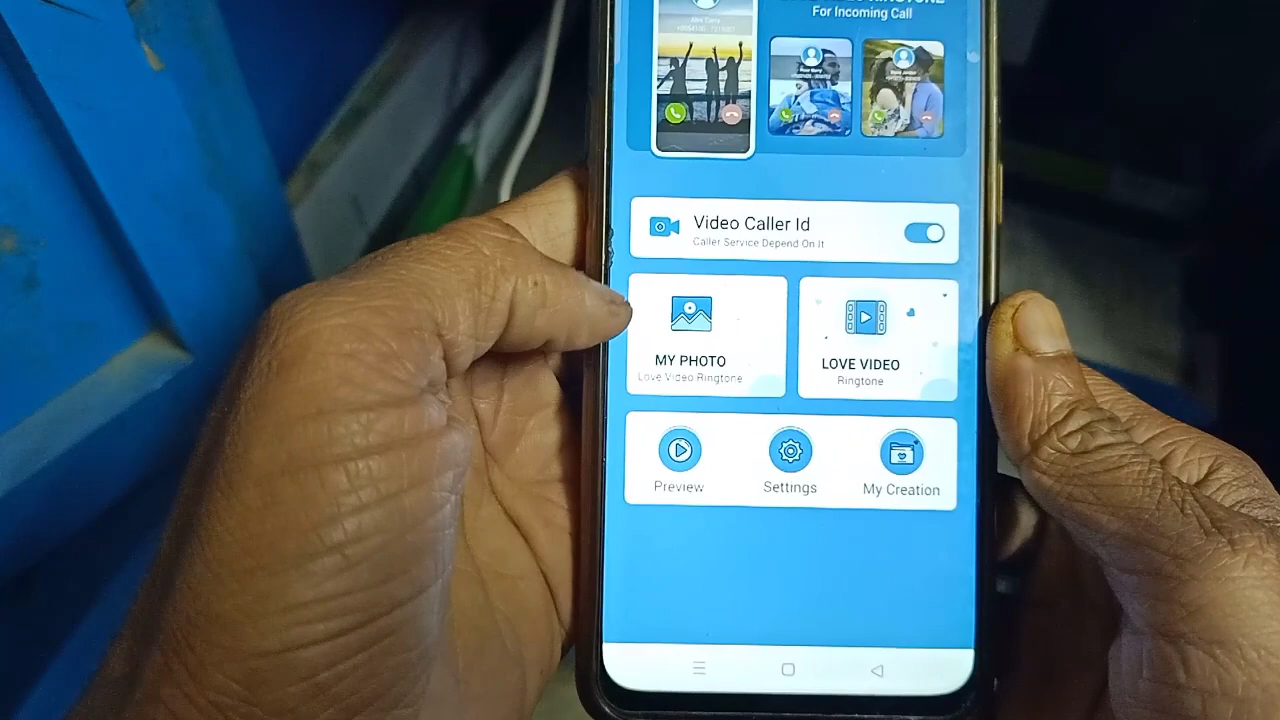 For Incoming Call
Video Caller Id
Caller Service Depend On It
MY PHOTO
Love Video Ringtone
LOVE VIDEO
Ringtone
Preview
Settings
My Creation